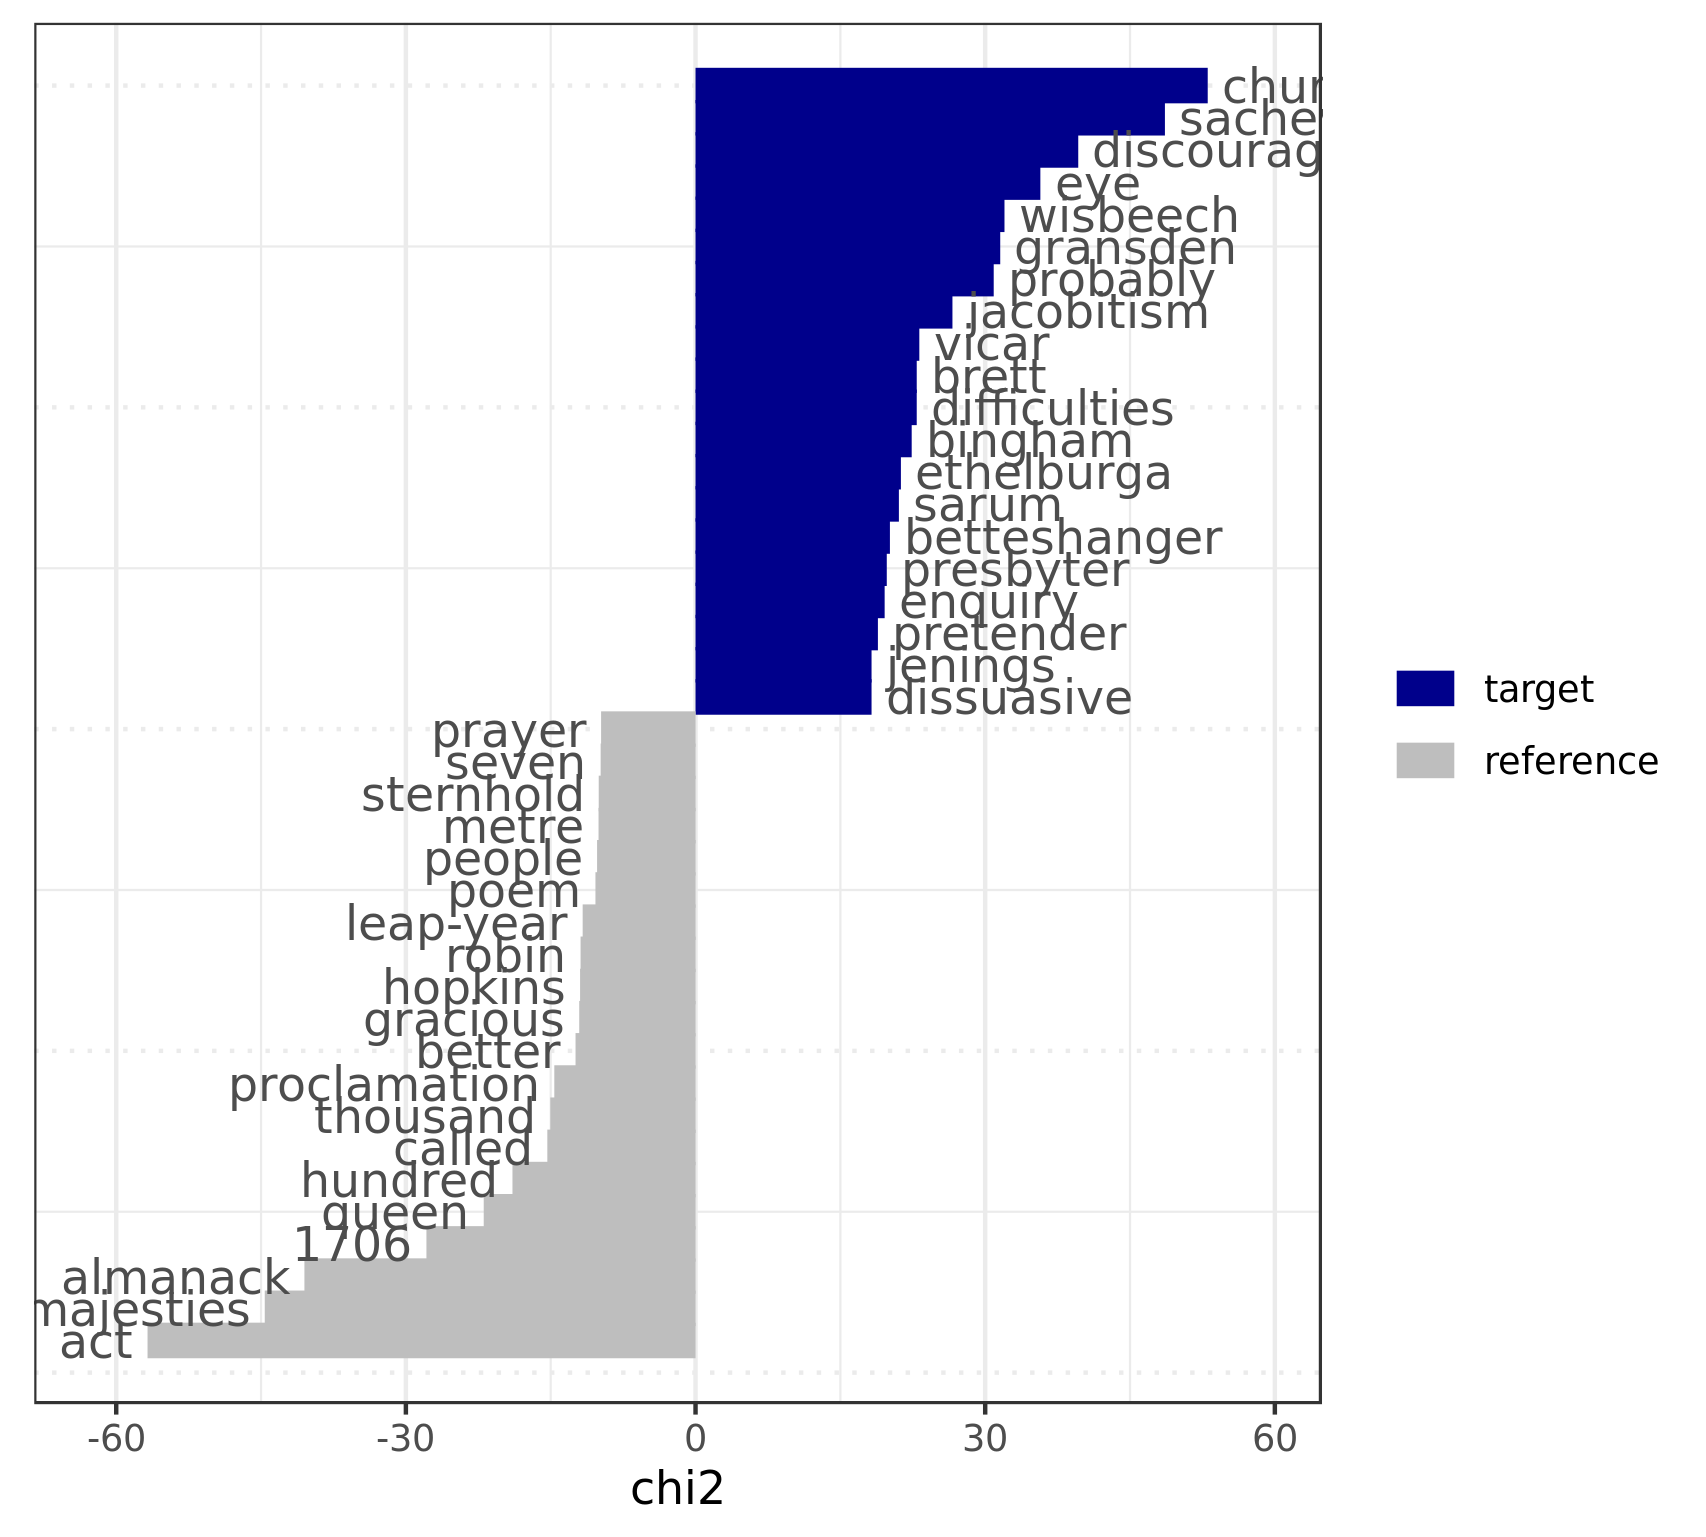 chur
sache
discourag
eye
wisbeech
gransden
probably
jacobitism
vicar
brett
difficulties
bingham
ethelburga
sarum
betteshanger
presbyter
enquiry
pretender
jenings
dissuasive
prayer
seven
sternhold
metre
people
poem
leap-year
robin
hopkins
gracious
better
proclamation
thousand
called
hundred
queen
1706
almanack
majesties
act
target
reference
-60 -30 0 30 60
chi2